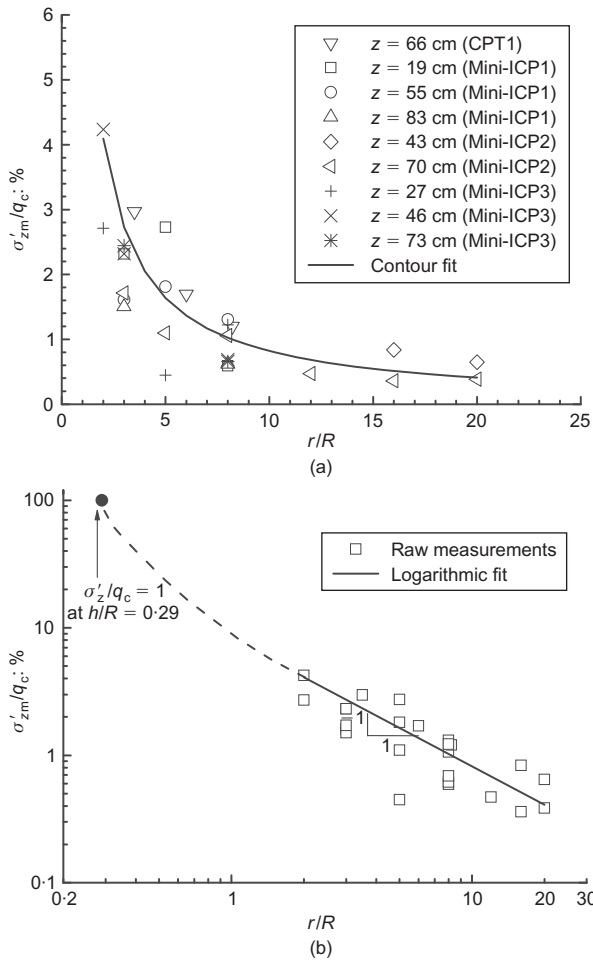 6
5
4
3
2
1
0
σ′zm/qc: %
0 5 10 15 20 25
r/R
(a)
z = 66 cm (CPT1)
z = 19 cm (Mini-ICP1)
z = 55 cm (Mini-ICP1)
z = 83 cm (Mini-ICP1)
z = 43 cm (Mini-ICP2)
z = 70 cm (Mini-ICP2)
z = 27 cm (Mini-ICP3)
z = 46 cm (Mini-ICP3)
z = 73 cm (Mini-ICP3)
Contour fit
100
10
1
0·1
σ′zm/qc: %
σ′z/qc = 1
at h/R = 0·29
Raw measurements
Logarithmic fit
1
1
0·2 1 10 20 30
r/R
(b)